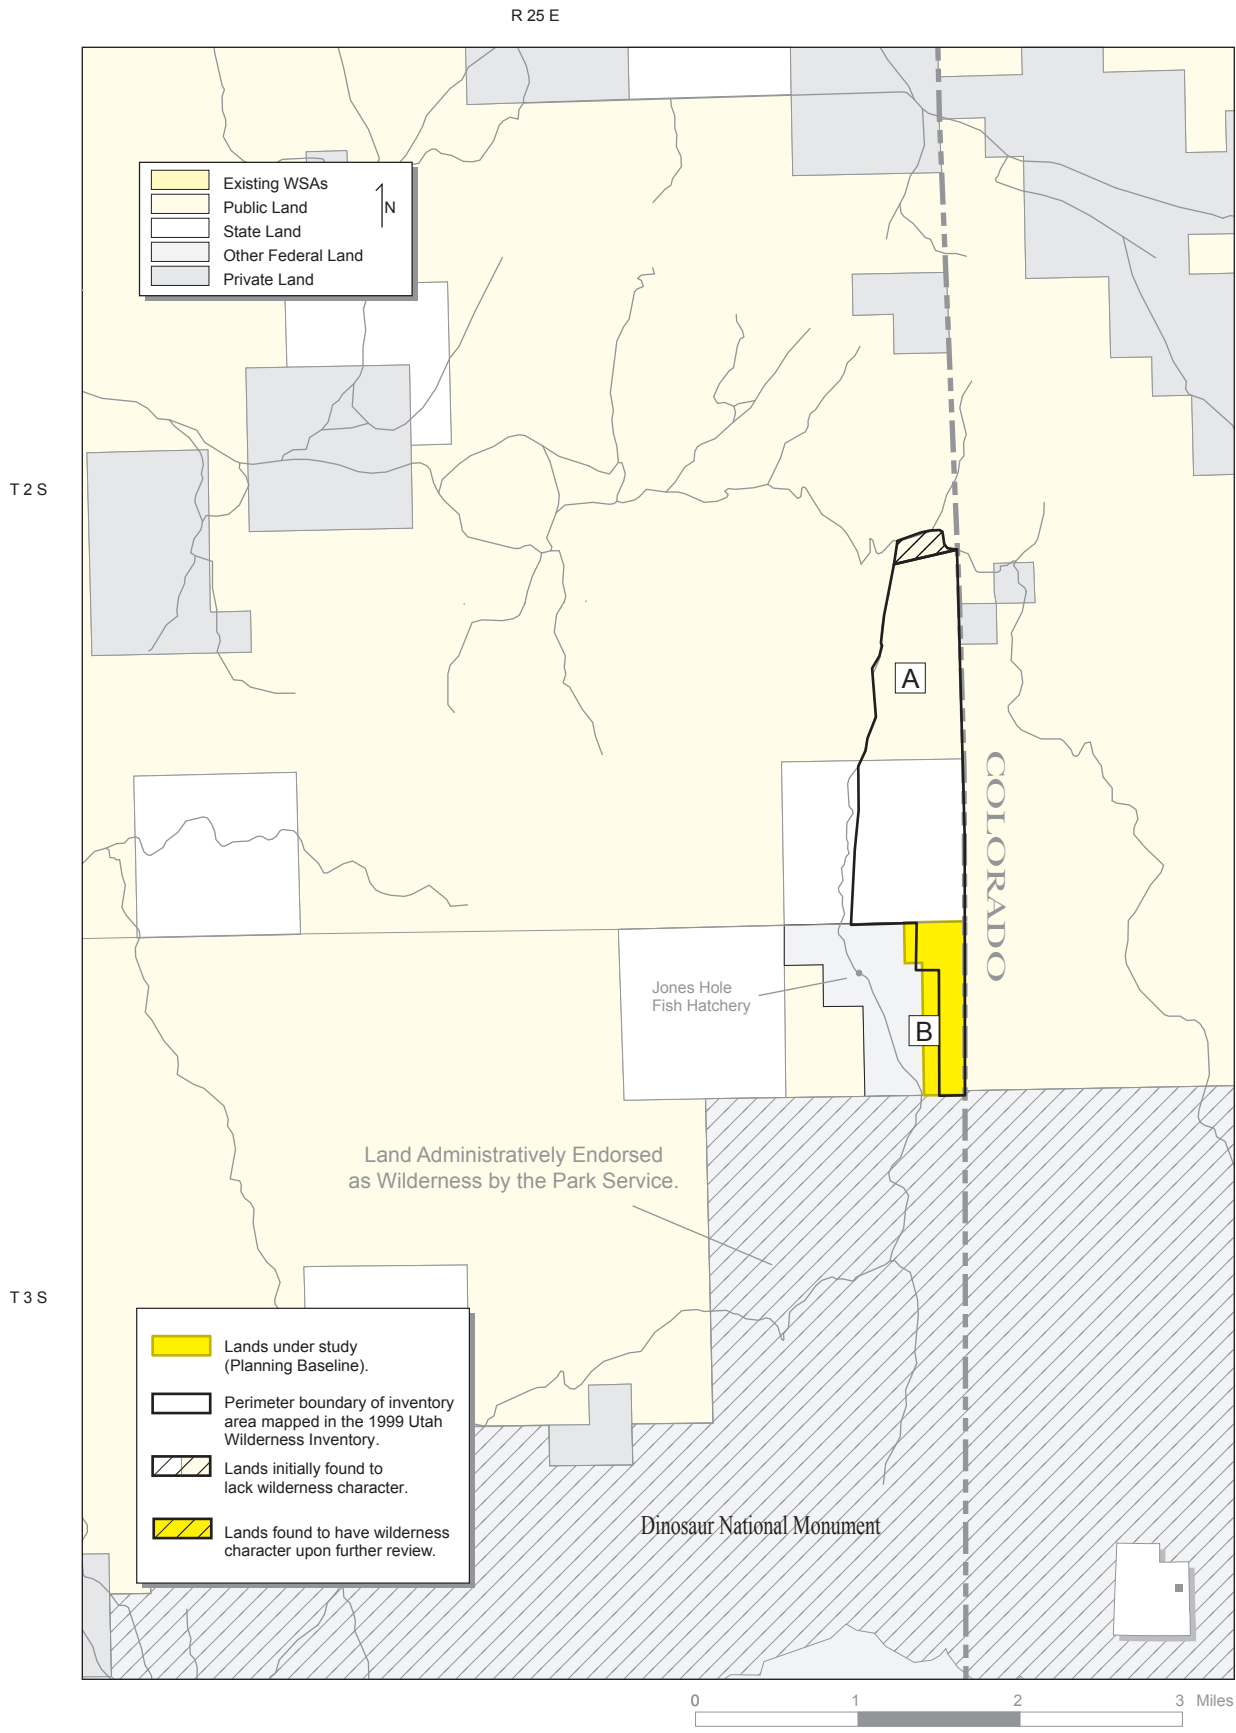 R 25 E
Existing WSAs
Public Land
State Land
Other Federal Land
Private Land
N
T 2 S
A
COLORADO
Jones Hole
Fish Hatchery
B
Land Administratively Endorsed
as Wilderness by the Park Service.
T 3 S
Lands under study
(Planning Baseline).
Perimeter boundary of inventory
area mapped in the 1999 Utah
Wilderness Inventory.
Lands initially found to
lack wilderness character.
Lands found to have wilderness
character upon further review.
Dinosaur National Monument
0 1 2 3 Miles